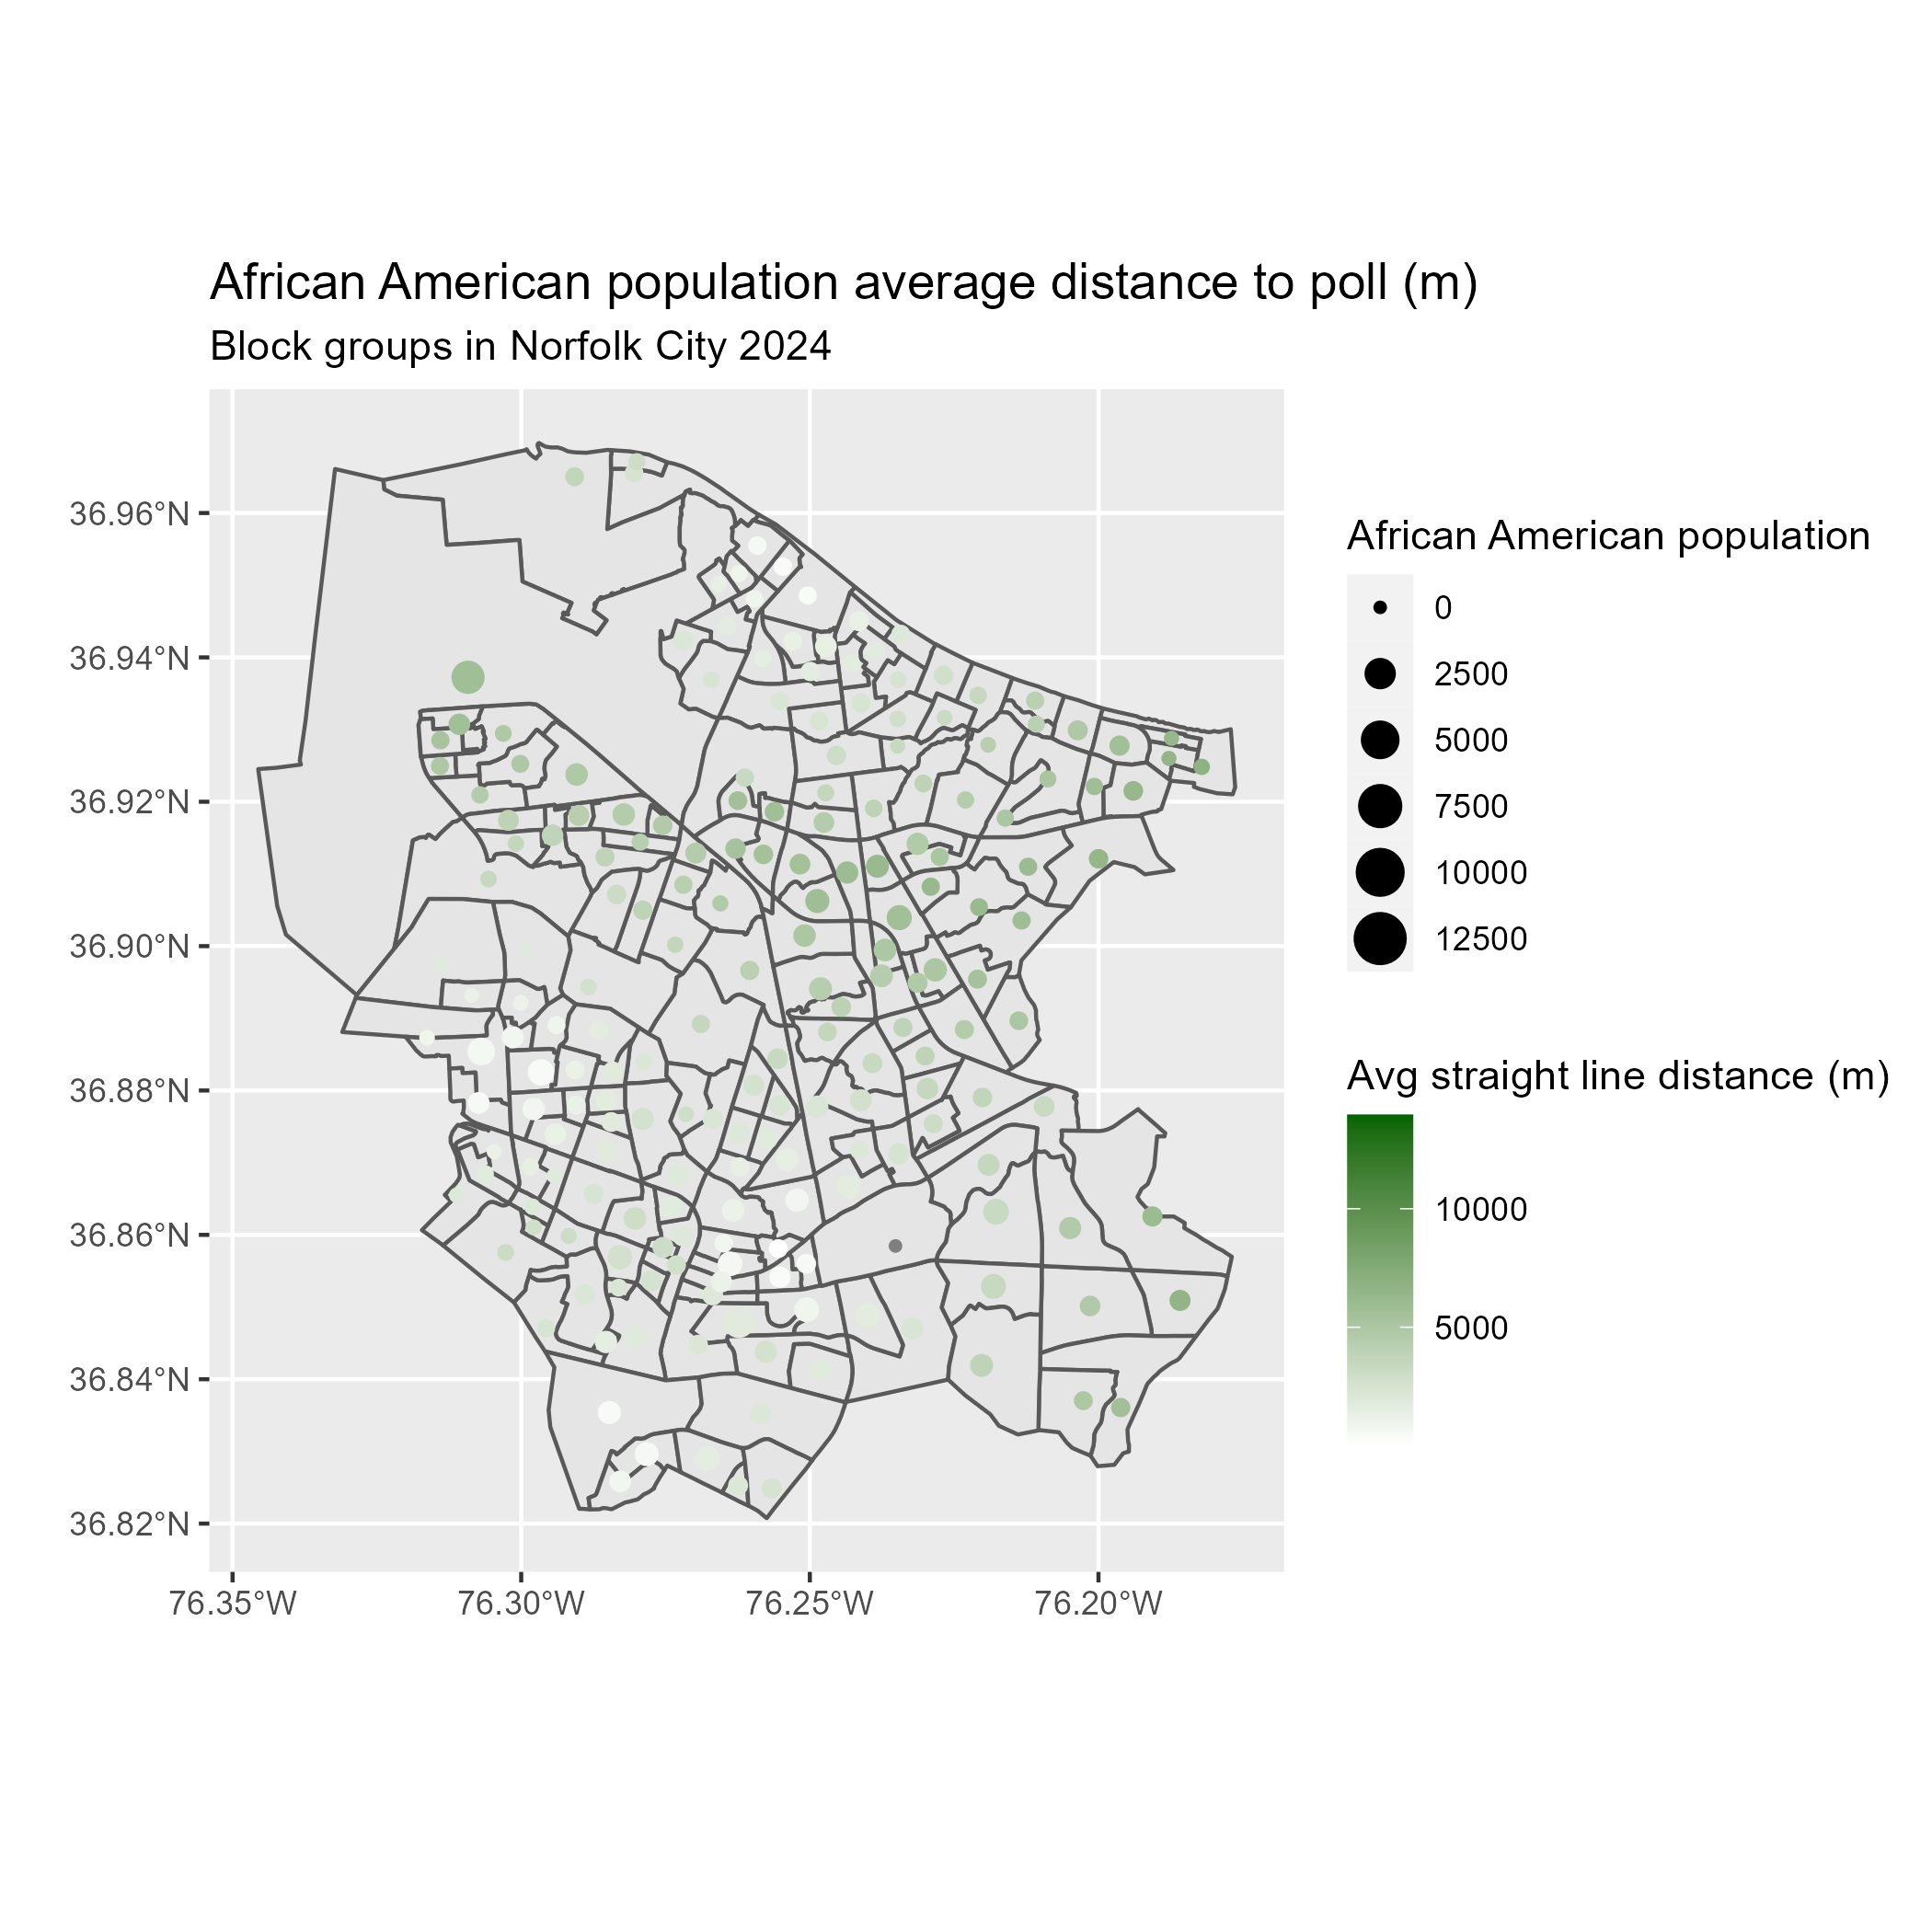 African American population average distance to poll (m)
Block groups in Norfolk City 2024
36.96°N
36.94°N
36.92°N
36.90°N
36.88°N
36.86°N
36.84°N
36.82°N
76.35°W
76.30°W
76.25°W
76.20°W
African American population
0
2500
5000
7500
10000
12500
Avg straight line distance (m)
10000
5000